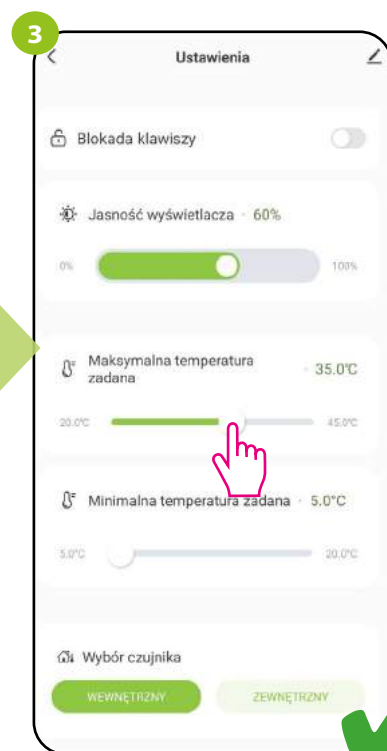 3
Ustawienia
Blokada klawiszy
Jasność wyświetlacza · 60%
0% 100%
Maksymalna temperatura
zadana · 35.0°C
20.0°C 45.0°C
Minimalna temperatura zadana · 5.0°C
5.0°C 20.0°C
Wybór czujnika
WEWNĘTRZNY ZEWNĘTRZNY